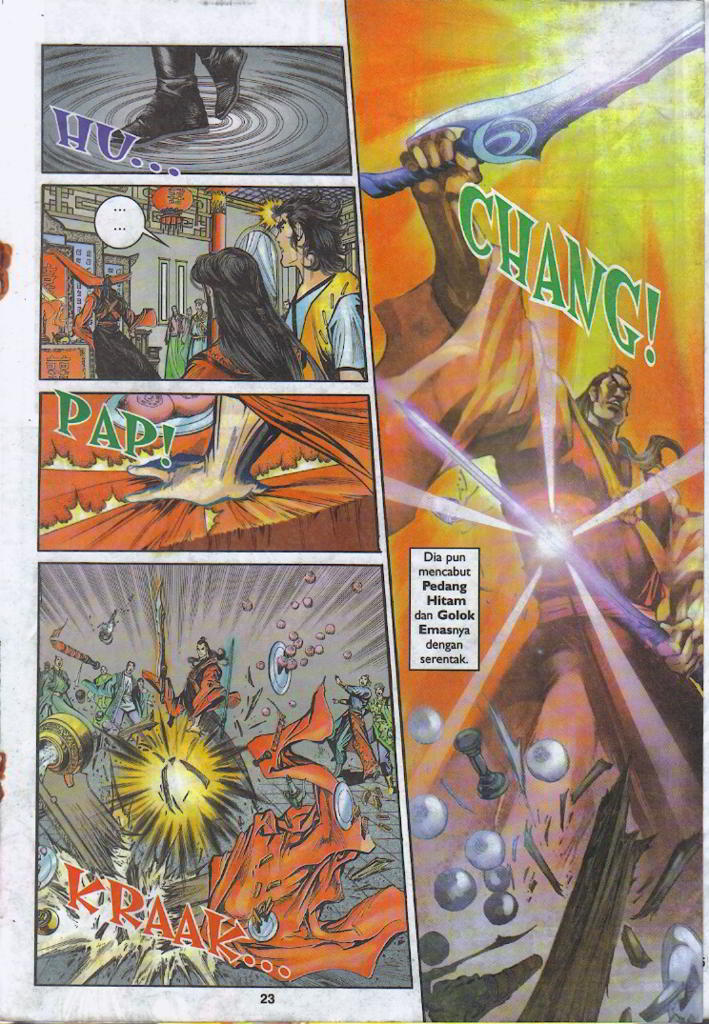 HU...
...
...
PAP!
KRAAK...
CHANG!
Dia pun
mencabut
Pedang
Hitam
dan Golok
Emasnya
dengan
serentak.
23